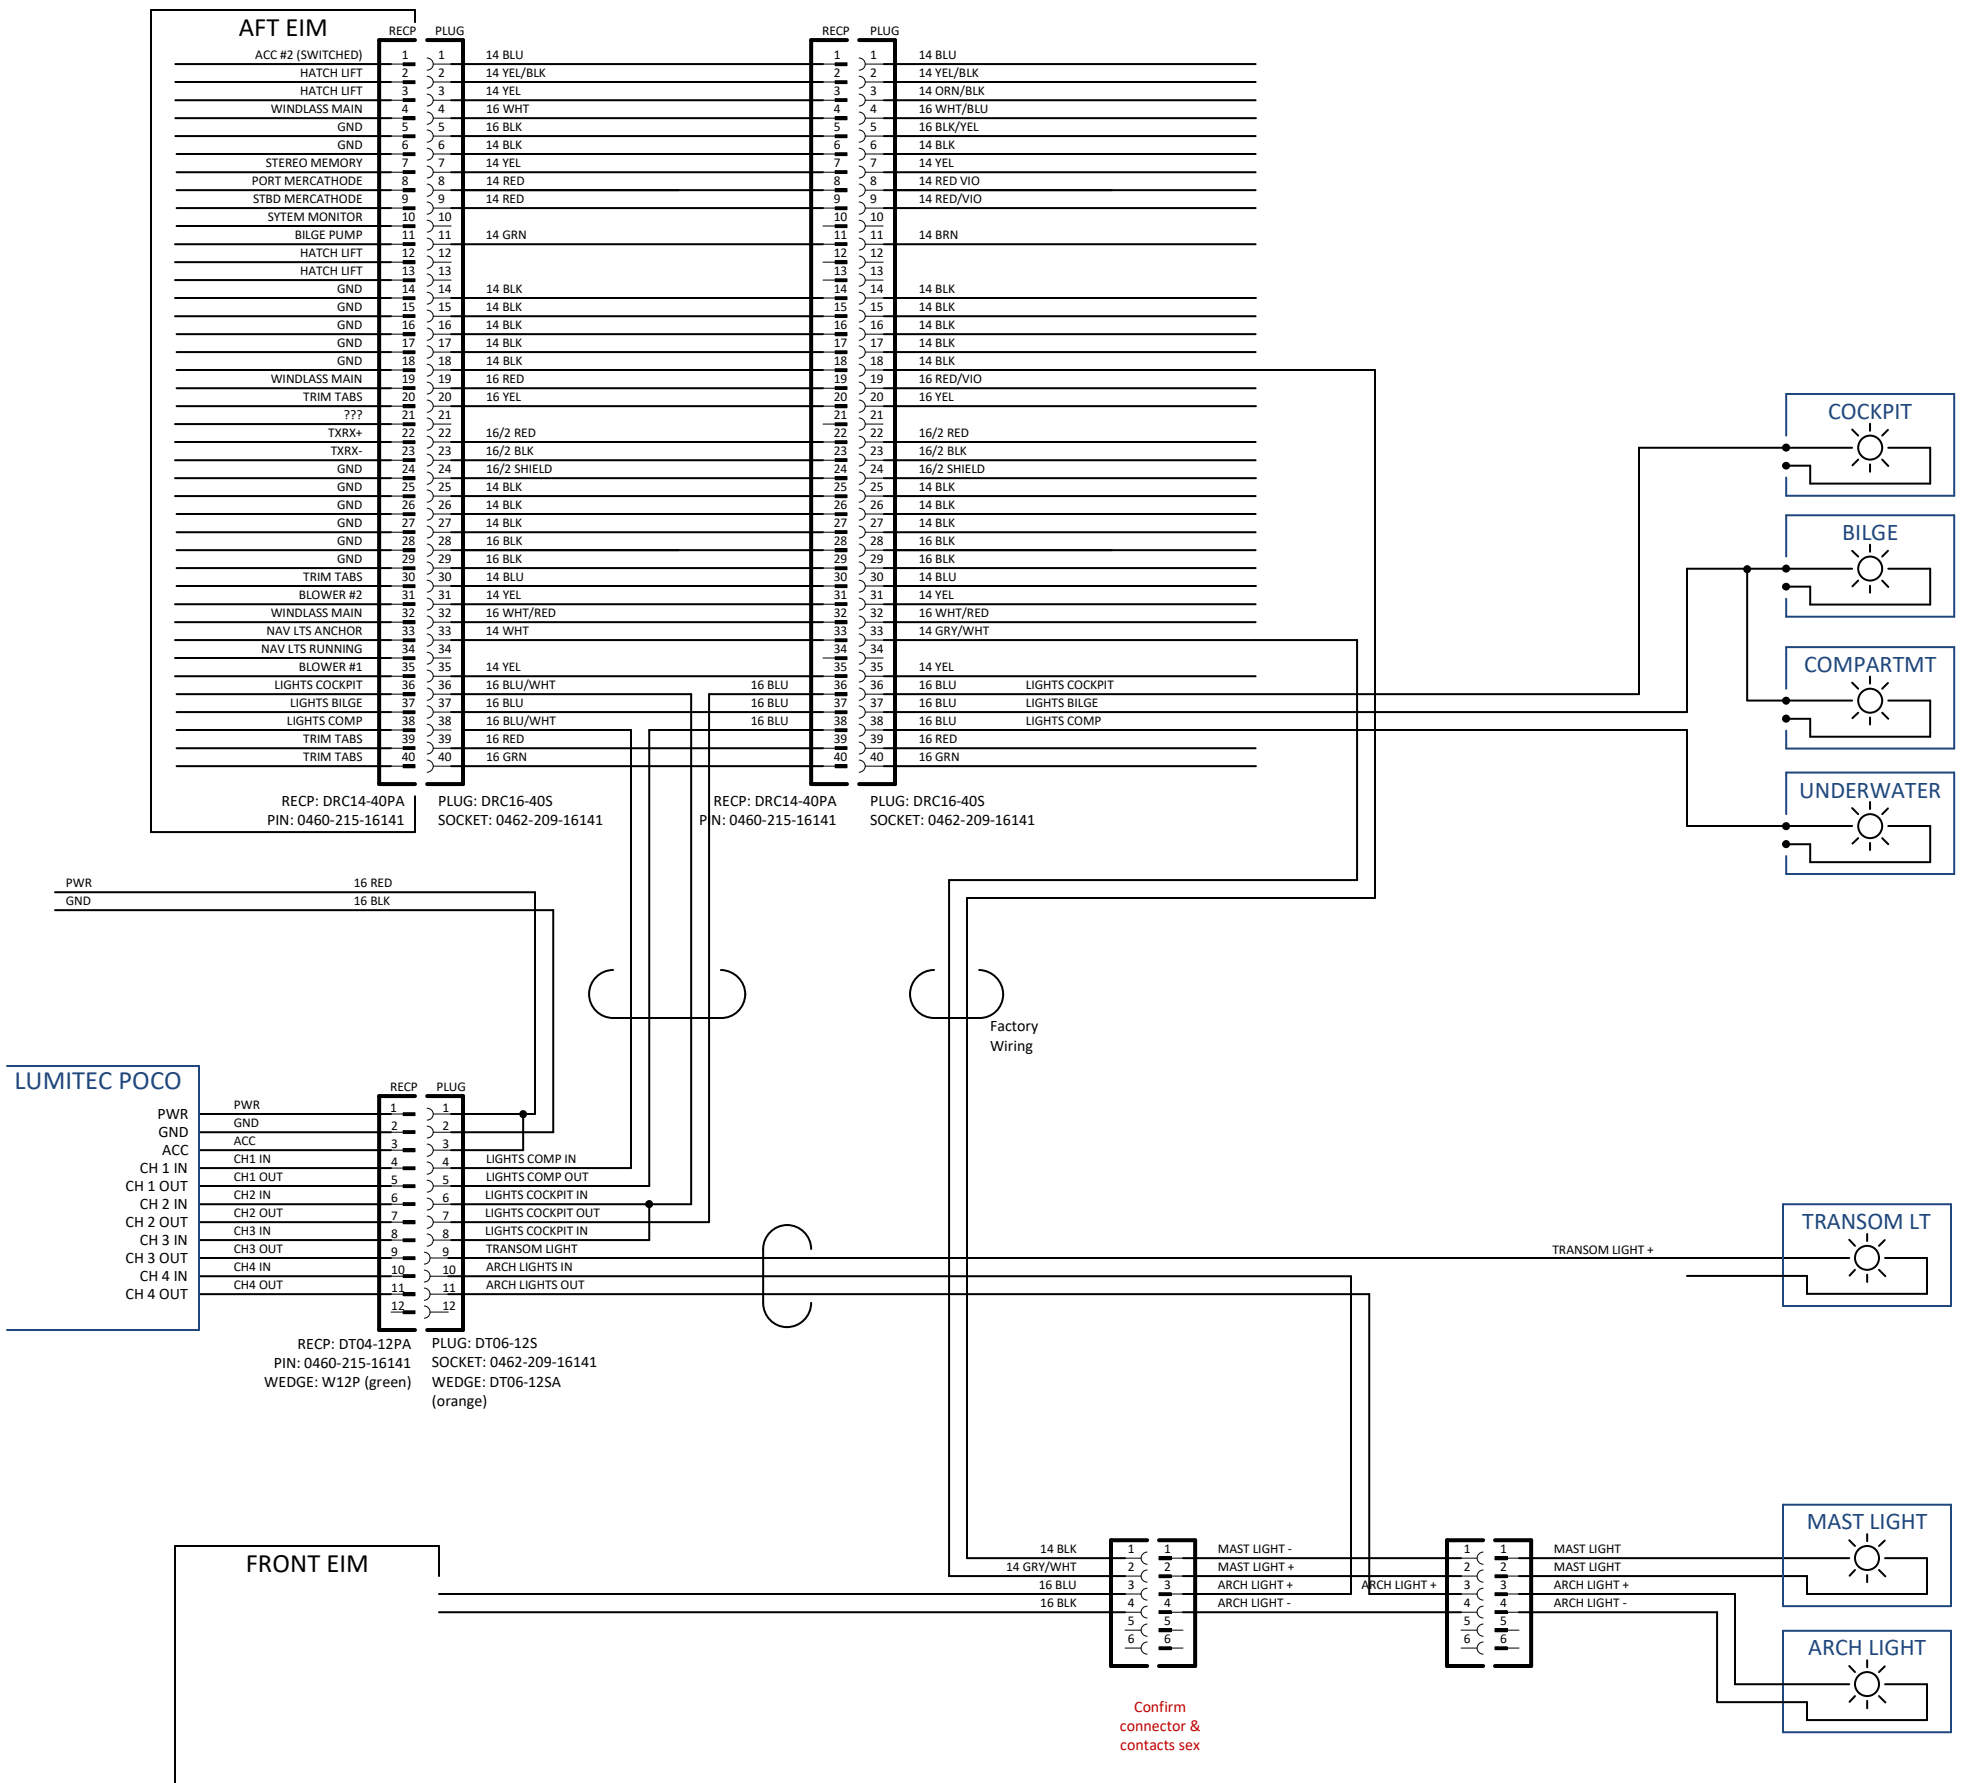 AFT EIM
RECP PLUG RECP PLUG
ACC #2 (SWITCHED) 1 1 14 BLU 1 1 14 BLU
HATCH LIFT 2 2 14 YEL/BLK 2 2 14 YEL/BLK
HATCH LIFT 3 3 14 YEL 3 3 14 ORN/BLK
WINDLASS MAIN 4 4 16 WHT 4 4 16 WHT/BLU
GND 5 5 16 BLK 5 5 16 BLK/YEL
GND 6 6 14 BLK 6 6 14 BLK
STEREO MEMORY 7 7 14 YEL 7 7 14 YEL
PORT MERCATHODE 8 8 14 RED 8 8 14 RED VIO
STBD MERCATHODE 9 9 14 RED 9 9 14 RED/VIO
SYTEM MONITOR 10 10 10 10
BILGE PUMP 11 11 14 GRN 11 11 14 BRN
HATCH LIFT 12 12 12 12
HATCH LIFT 13 13 13 13
GND 14 14 14 BLK 14 14 14 BLK
GND 15 15 14 BLK 15 15 14 BLK
GND 16 16 14 BLK 16 16 14 BLK
GND 17 17 14 BLK 17 17 14 BLK
GND 18 18 14 BLK 18 18 14 BLK
WINDLASS MAIN 19 19 16 RED 19 19 16 RED/VIO
TRIM TABS 20 20 16 YEL 20 20 16 YEL
??? 21 21 21 21
TXRX+ 22 22 16/2 RED 22 22 16/2 RED
TXRX- 23 23 16/2 BLK 23 23 16/2 BLK
GND 24 24 16/2 SHIELD 24 24 16/2 SHIELD
GND 25 25 14 BLK 25 25 14 BLK
GND 26 26 14 BLK 26 26 14 BLK
GND 27 27 14 BLK 27 27 14 BLK
GND 28 28 16 BLK 28 28 16 BLK
GND 29 29 16 BLK 29 29 16 BLK
TRIM TABS 30 30 14 BLU 30 30 14 BLU
BLOWER #2 31 31 14 YEL 31 31 14 YEL
WINDLASS MAIN 32 32 16 WHT/RED 32 32 16 WHT/RED
NAV LTS ANCHOR 33 33 14 WHT 33 33 14 GRY/WHT
NAV LTS RUNNING 34 34 34 34
BLOWER #1 35 35 14 YEL 35 35 14 YEL
LIGHTS COCKPIT 36 36 16 BLU/WHT 16 BLU 36 36 16 BLU LIGHTS COCKPIT
LIGHTS BILGE 37 37 16 BLU 16 BLU 37 37 16 BLU LIGHTS BILGE
LIGHTS COMP 38 38 16 BLU/WHT 16 BLU 38 38 16 BLU LIGHTS COMP
TRIM TABS 39 39 16 RED 39 39 16 RED
TRIM TABS 40 40 16 GRN 40 40 16 GRN
RECP: DRC14-40PA PLUG: DRC16-40S RECP: DRC14-40PA PLUG: DRC16-40S
PIN: 0460-215-16141 SOCKET: 0462-209-16141 PIN: 0460-215-16141 SOCKET: 0462-209-16141
COCKPIT
BILGE
COMPARTMT
UNDERWATER
PWR 16 RED
GND 16 BLK
Factory
Wiring
LUMITEC POCO
RECP PLUG
PWR PWR 1 1
GND GND 2 2
ACC ACC 3 3
CH 1 IN CH1 IN 4 4 LIGHTS COMP IN
CH 1 OUT CH1 OUT 5 5 LIGHTS COMP OUT
CH 2 IN CH2 IN 6 6 LIGHTS COCKPIT IN
CH 2 OUT CH2 OUT 7 7 LIGHTS COCKPIT OUT
CH 3 IN CH3 IN 8 8 LIGHTS COCKPIT IN
CH 3 OUT CH3 OUT 9 9 TRANSOM LIGHT TRANSOM LIGHT +
CH 4 IN CH4 IN 10 10 ARCH LIGHTS IN
CH 4 OUT CH4 OUT 11 11 ARCH LIGHTS OUT
12 12
TRANSOM LT
RECP: DT04-12PA PLUG: DT06-12S
PIN: 0460-215-16141 SOCKET: 0462-209-16141
WEDGE: W12P (green) WEDGE: DT06-12SA
(orange)
FRONT EIM
14 BLK 1 1 MAST LIGHT - 1 1 MAST LIGHT
14 GRY/WHT 2 2 MAST LIGHT + 2 2 MAST LIGHT
16 BLU 3 3 ARCH LIGHT + ARCH LIGHT + 3 3 ARCH LIGHT +
16 BLK 4 4 ARCH LIGHT - 4 4 ARCH LIGHT -
5 5 5 5
6 6 6 6
MAST LIGHT
ARCH LIGHT
Confirm
connector &
contacts sex